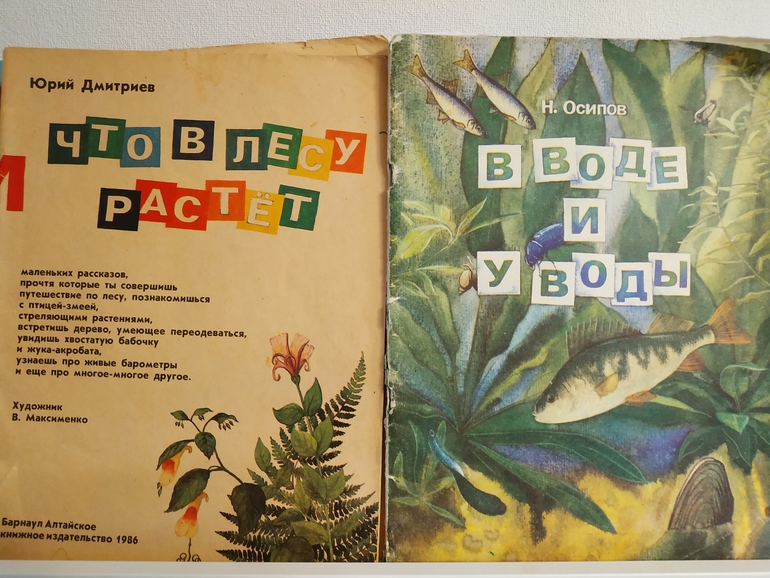 Юрий Дмитриев
ЧТО В ЛЕСУ
РАСТЁТ
маленьких рассказов,
прочтя которые ты совершишь
путешествие по лесу, познакомишься
с птицей-змеей,
стреляющими растениями,
встретишь дерево, умеющее переодеваться,
увидишь хвостатую бабочку
и жука-акробата,
узнаешь про живые барометры
и еще про многое-многое другое.
Художник
В. Максименко
Барнаул Алтайское
книжное издательство 1986
Н. Осипов
В ВОДЕ
И
У ВОДЫ